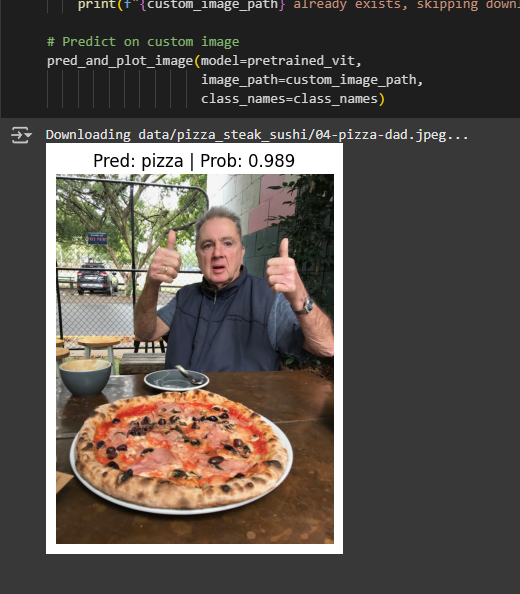 print(f"{custom_image_path} already exists, skipping downl
# Predict on custom image
pred_and_plot_image(model=pretrained_vit,
image_path=custom_image_path,
class_names=class_names)
Downloading data/pizza_steak_sushi/04-pizza-dad.jpeg...
Pred: pizza | Prob: 0.989